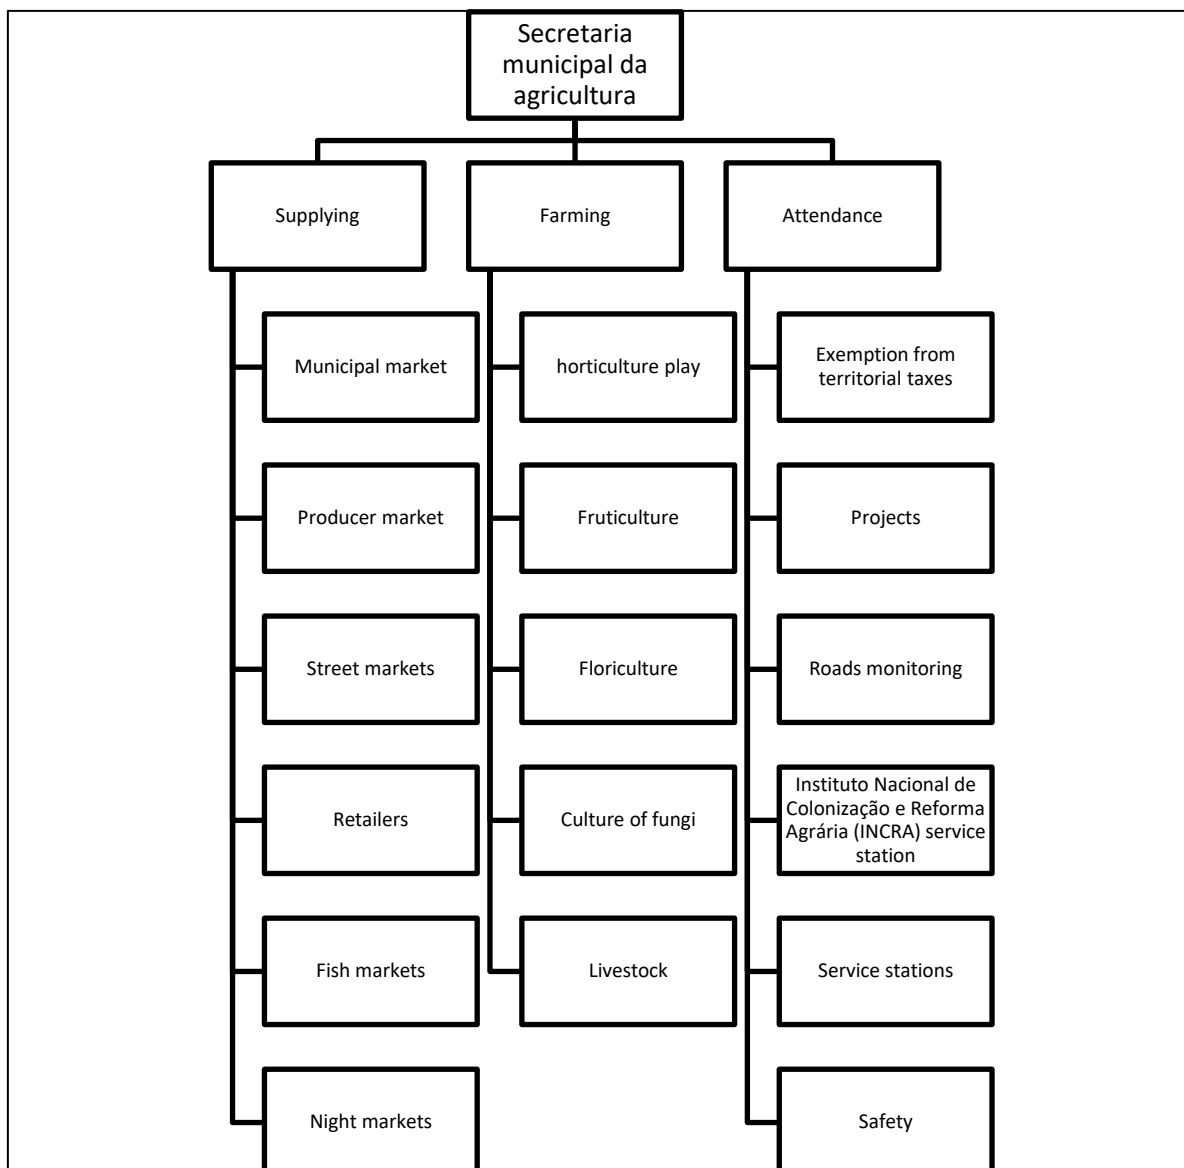 Secretaria
municipal da
agricultura
Supplying
Farming
Attendance
Municipal market
horticulture play
Exemption from
territorial taxes
Producer market
Fruticulture
Projects
Street markets
Floriculture
Roads monitoring
Retailers
Culture of fungi
Instituto Nacional de
Colonização e Reforma
Agrária (INCRA) service
station
Fish markets
Livestock
Service stations
Night markets
Safety